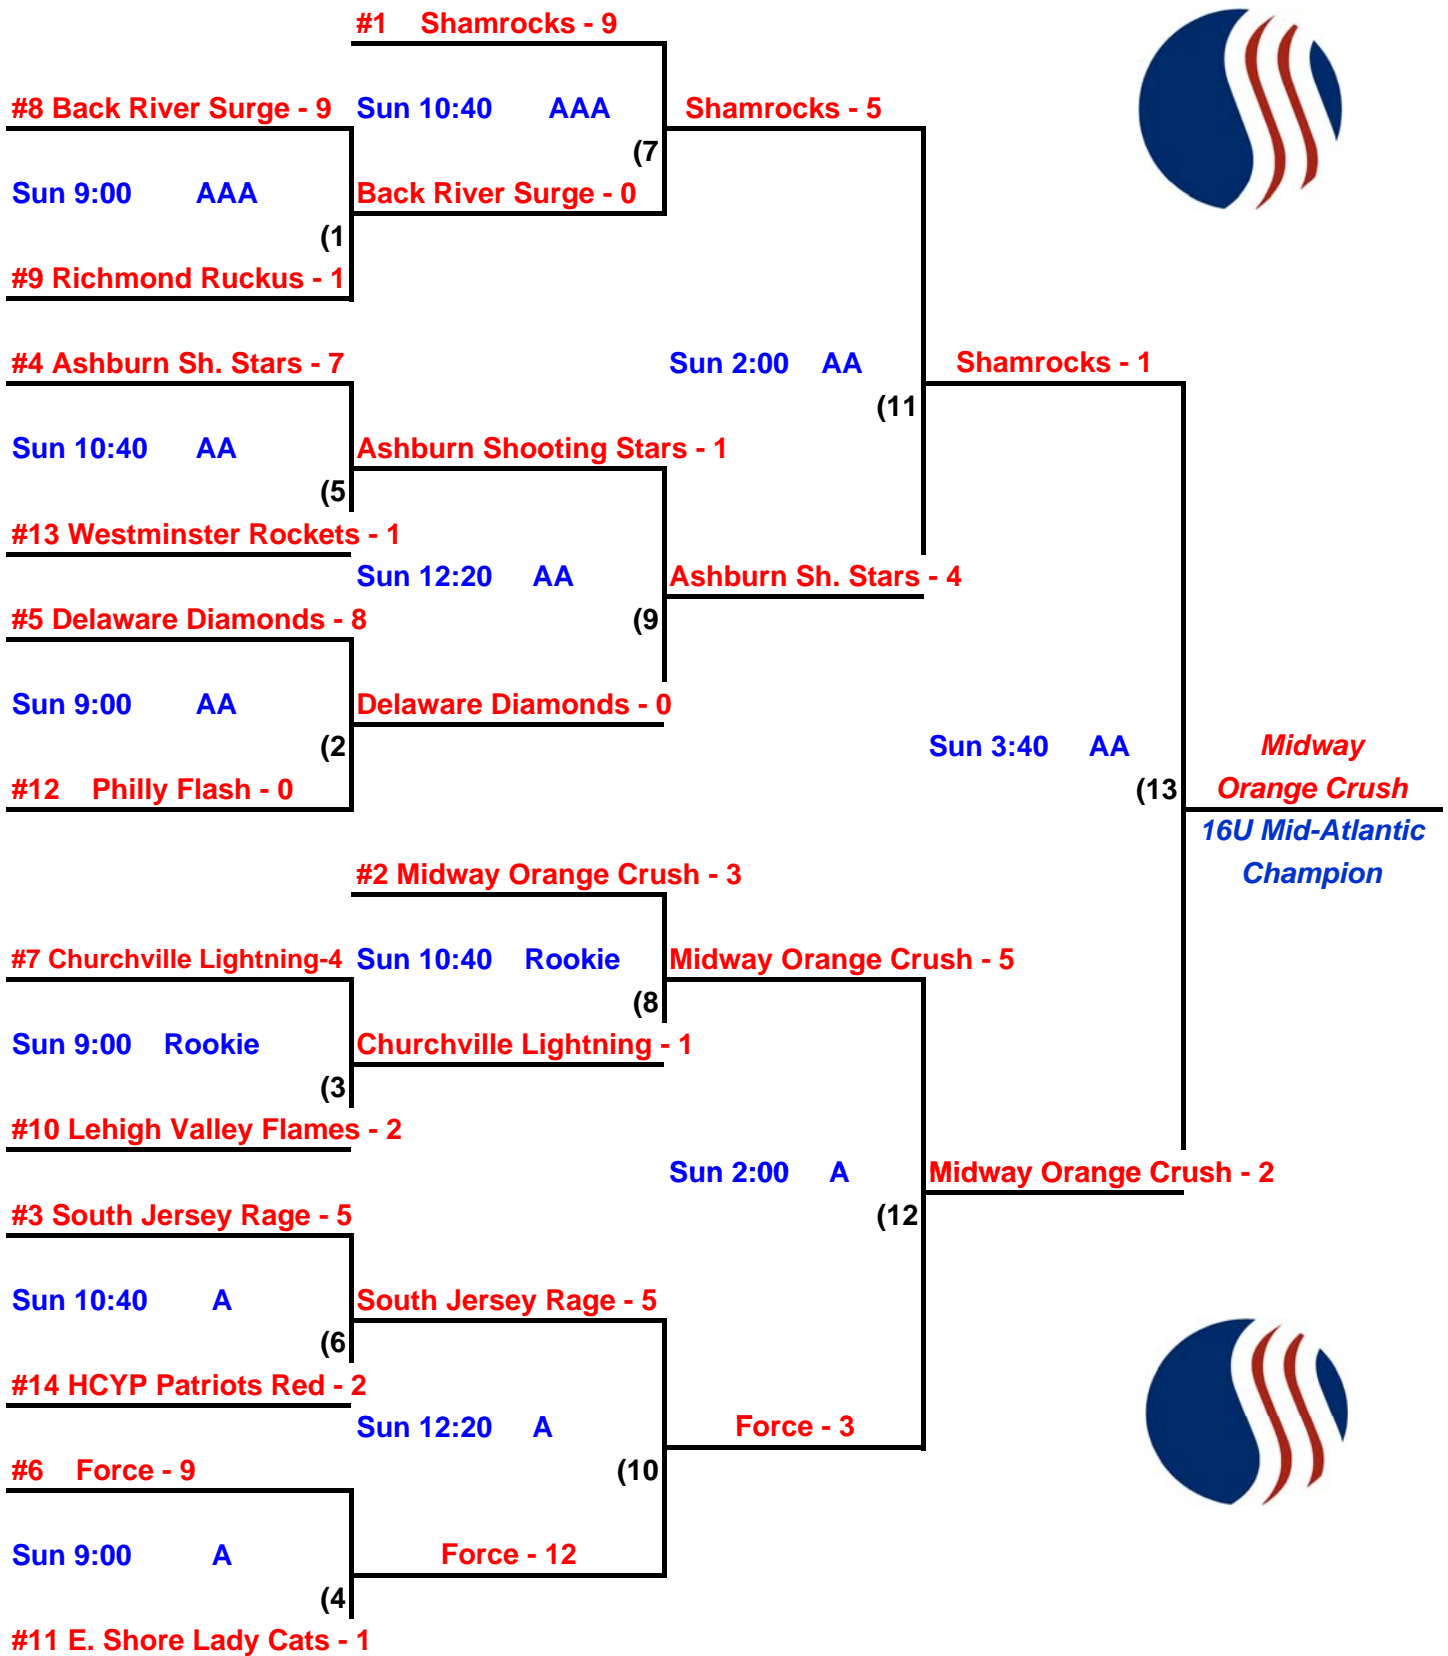 #1 Shamrocks - 9
#8 Back River Surge - 9 Sun 10:40 AAA Shamrocks - 5
(7
Sun 9:00 AAA Back River Surge - 0
(1
#9 Richmond Ruckus - 1
#4 Ashburn Sh. Stars - 7 Sun 2:00 AA Shamrocks - 1
(11
Sun 10:40 AA Ashburn Shooting Stars - 1
(5
#13 Westminster Rockets - 1
Sun 12:20 AA Ashburn Sh. Stars - 4
#5 Delaware Diamonds - 8 (9
Sun 9:00 AA Delaware Diamonds - 0
(2 Sun 3:40 AA Midway
#12 Philly Flash - 0 (13 Orange Crush
16U Mid-Atlantic
#2 Midway Orange Crush - 3 Champion
#7 Churchville Lightning-4 Sun 10:40 Rookie Midway Orange Crush - 5
(8
Sun 9:00 Rookie Churchville Lightning - 1
(3
#10 Lehigh Valley Flames - 2
Sun 2:00 A Midway Orange Crush - 2
#3 South Jersey Rage - 5 (12
Sun 10:40 A South Jersey Rage - 5
(6
#14 HCYP Patriots Red - 2
Sun 12:20 A Force - 3
#6 Force - 9 (10
Sun 9:00 A Force - 12
(4
#11 E. Shore Lady Cats - 1